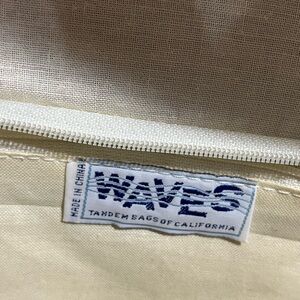 MADE IN CHINA
WAVES
TANDEM BAGS OF CALIFORNIA